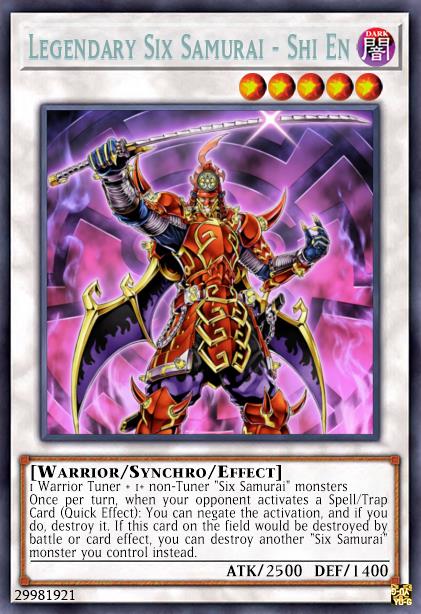 Legendary Six Samurai - Shi En
DARK
闇
[Warrior/Synchro/Effect]
1 Warrior Tuner + 1+ non-Tuner "Six Samurai" monsters
Once per turn, when your opponent activates a Spell/Trap
Card (Quick Effect): You can negate the activation, and if you
do, destroy it. If this card on the field would be destroyed by
battle or card effect, you can destroy another "Six Samurai"
monster you control instead.
ATK/2500 DEF/1400
29981921